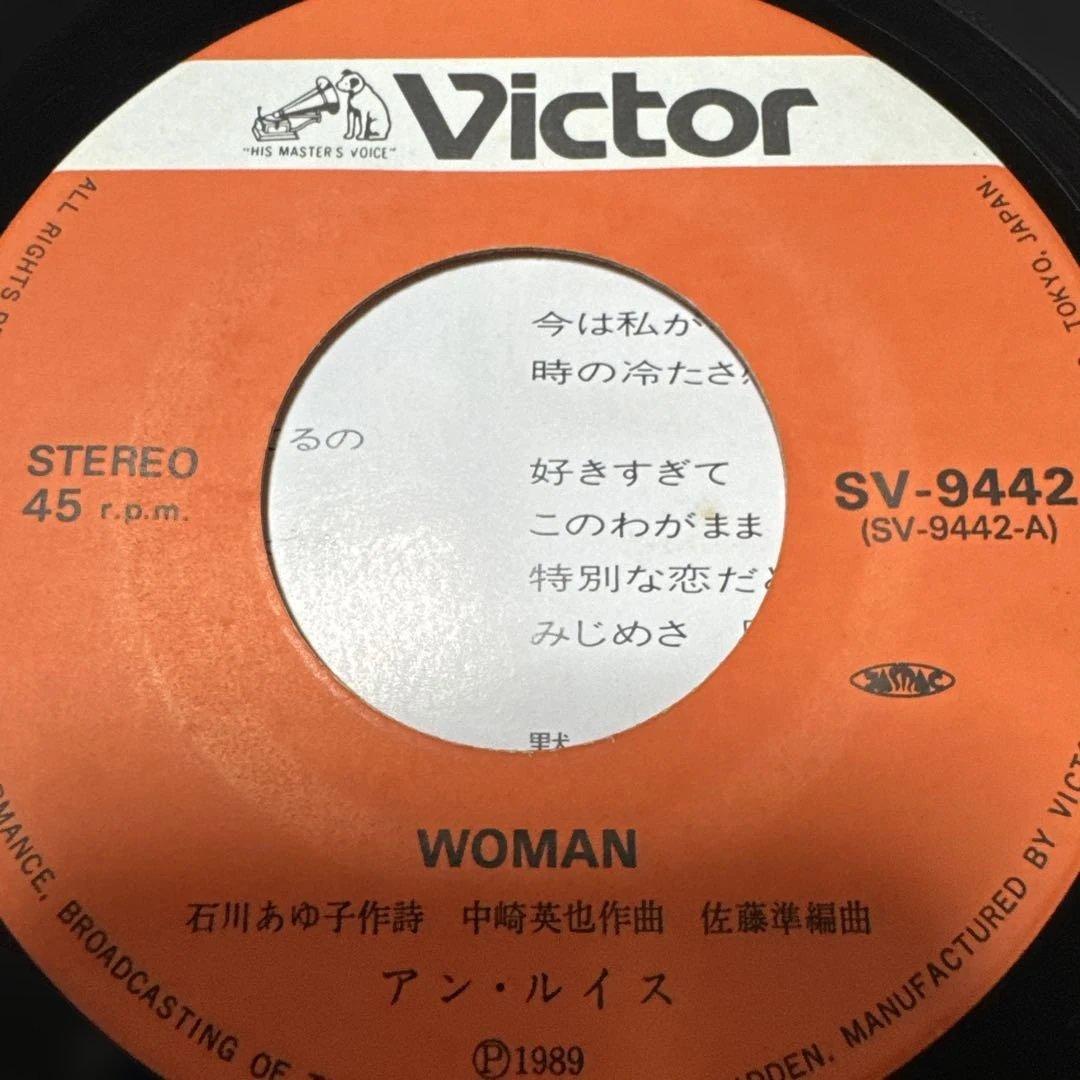 Victor
"HIS MASTER'S VOICE"
ALL RIGHTS
TOKYO, JAPAN.
今は私が
時の冷たさ
るの
好きすぎて
このわがまま
特別な恋だ
みじめさ
黙
STEREO
45 r.p.m.
SV-9442
(SV-9442-A)
JASRAC
WOMAN
石川あゆ子作詩 中崎英也作曲 佐藤準編曲
アン・ルイス
Ⓟ1989
BROADCASTING OF
MANUFACTURED BY